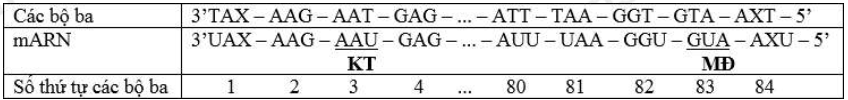 Các bộ ba 3'TAX – AAG – AAT – GAG – ... – ATT – TAA – GGT – GTA – AXT – 5'
mARN 3'UAX – AAG – AAU – GAG – ... – AUU – UAA – GGU – GUA – AXU – 5'
KT MĐ
Số thứ tự các bộ ba 1 2 3 4 ... 80 81 82 83 84